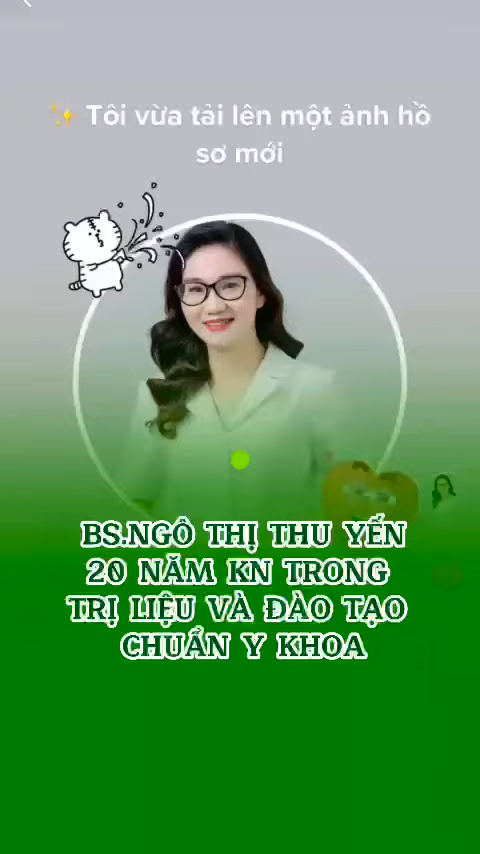 ✨ Tôi vừa tải lên một ảnh hồ
sơ mới
BS.NGÔ THỊ THU YẾN
20 NĂM KN TRONG
TRỊ LIỆU VÀ ĐÀO TẠO
CHUẨN Y KHOA